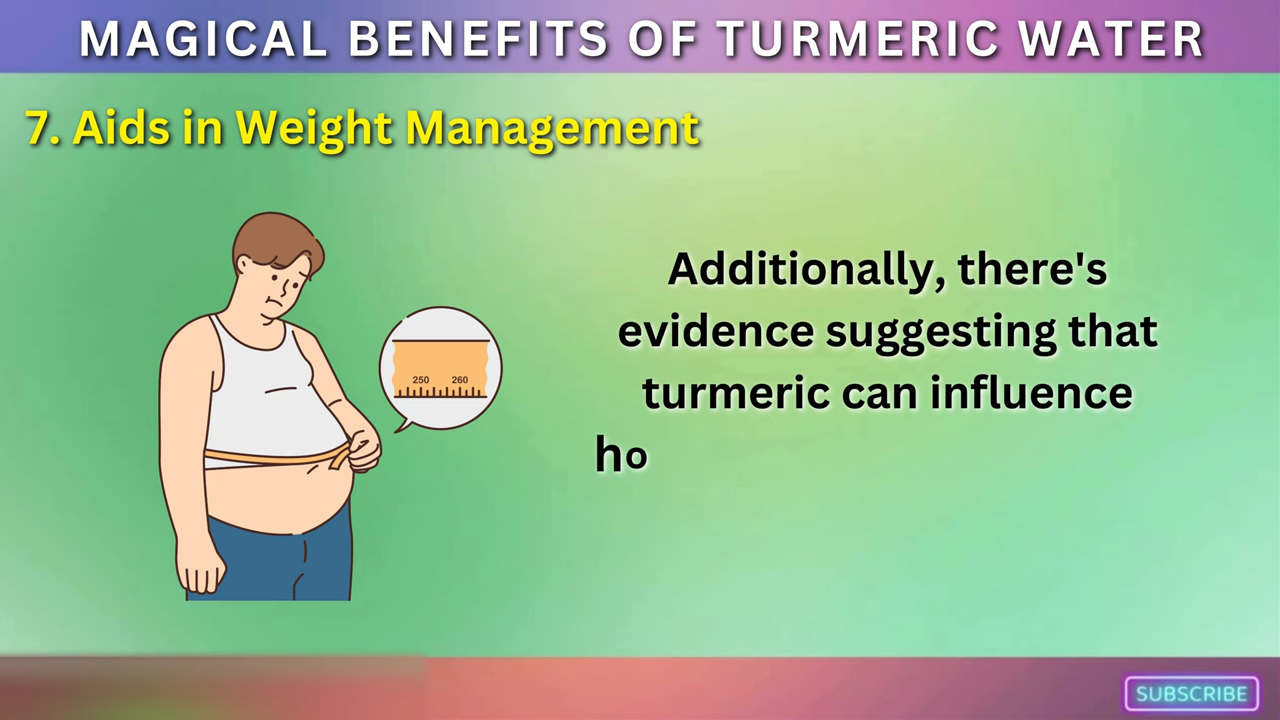 MAGICAL BENEFITS OF TURMERIC WATER
7. Aids in Weight Management
250 260
Additionally, there's
evidence suggesting that
turmeric can influence
ho
SUBSCRIBE